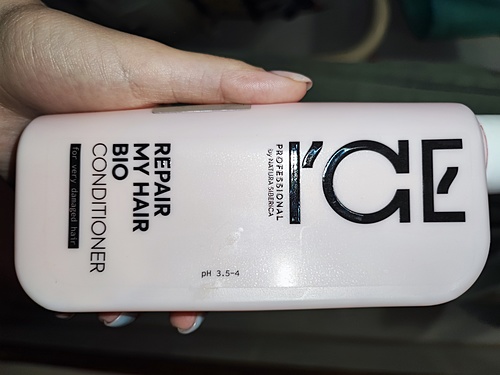 I'CE
PROFESSIONAL
by NATURA SIBERICA
REPAIR
MY HAIR
BIO
CONDITIONER
for very damaged hair
pH 3.5-4